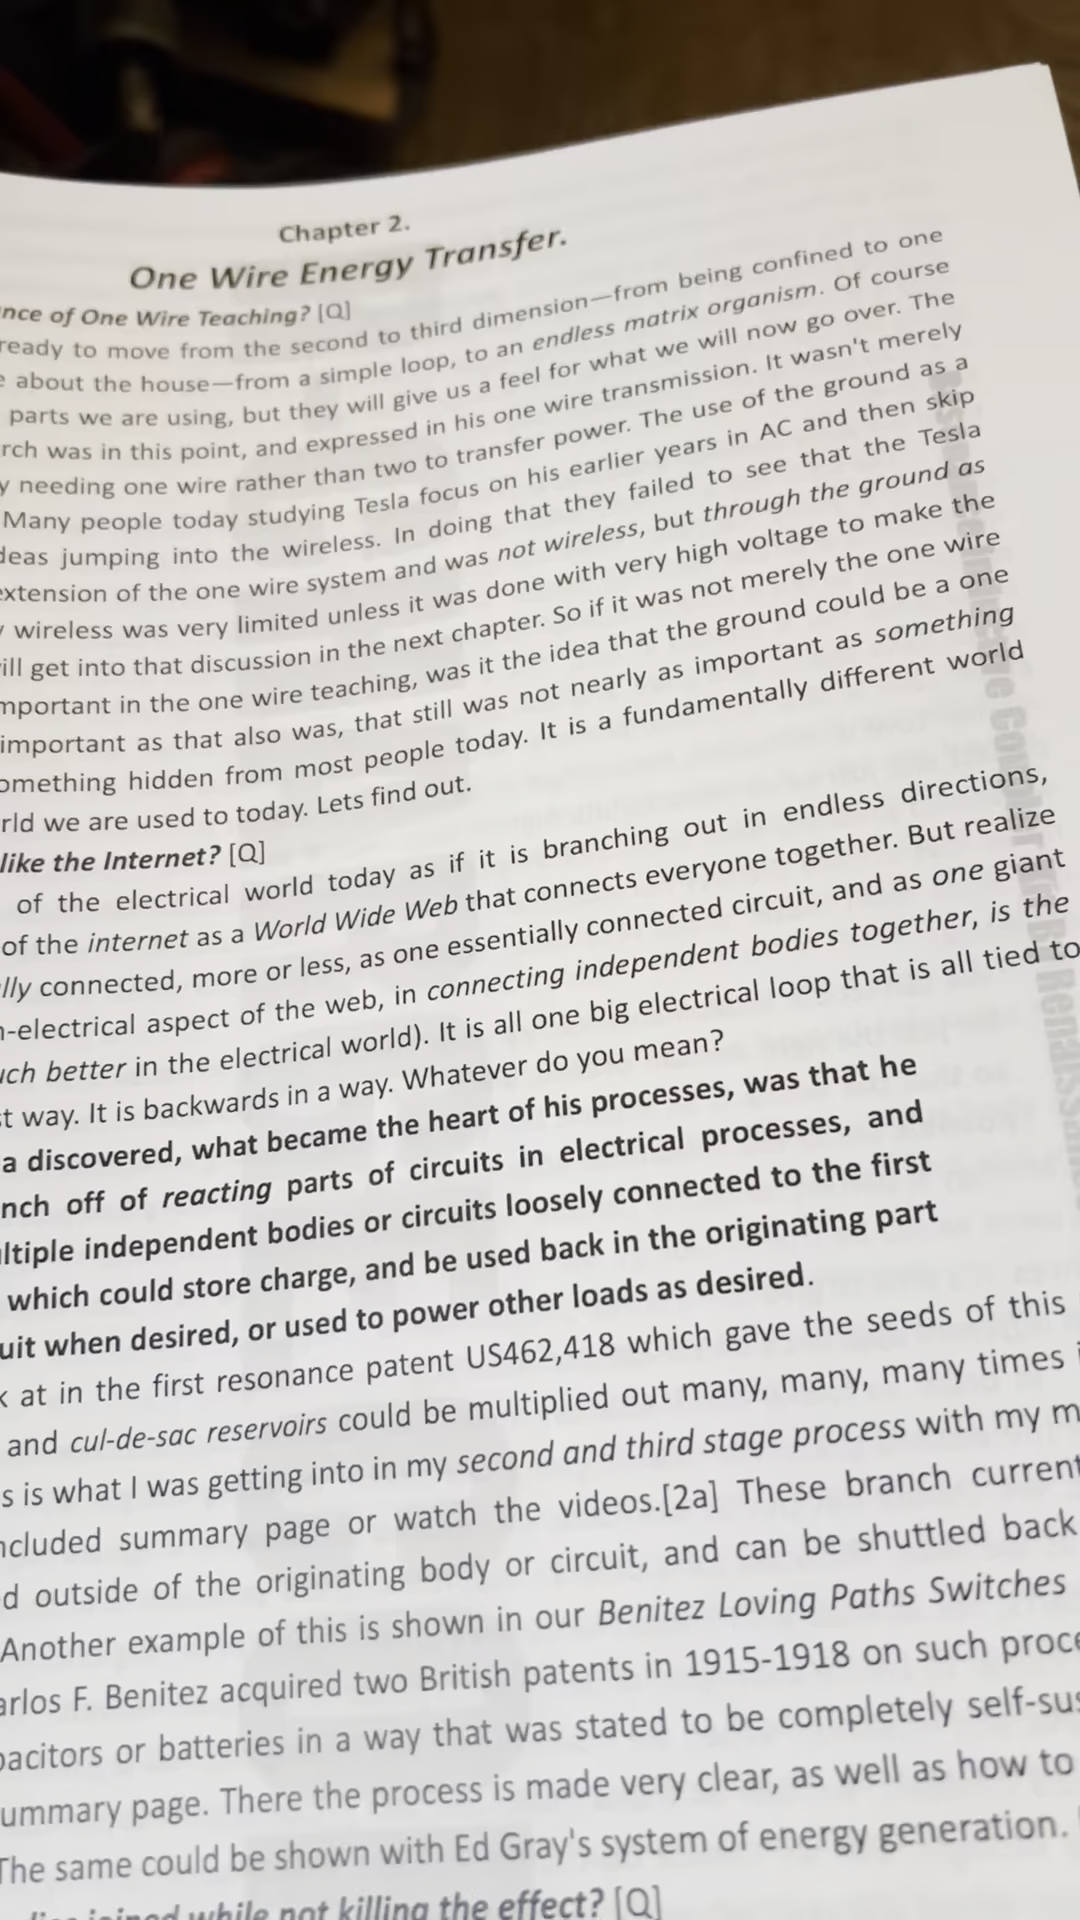 Chapter 2.
One Wire Energy Transfer.
nce of One Wire Teaching? [Q]
ready to move from the second to third dimension—from being confined to one
e about the house—from a simple loop, to an endless matrix organism. Of course
parts we are using, but they will give us a feel for what we will now go over. The
rch was in this point, and expressed in his one wire transmission. It wasn't merely
y needing one wire rather than two to transfer power. The use of the ground as a
Many people today studying Tesla focus on his earlier years in AC and then skip
deas jumping into the wireless. In doing that they failed to see that the Tesla
extension of the one wire system and was not wireless, but through the ground as
y wireless was very limited unless it was done with very high voltage to make the
ill get into that discussion in the next chapter. So if it was not merely the one wire
mportant in the one wire teaching, was it the idea that the ground could be a one
important as that also was, that still was not nearly as important as something
omething hidden from most people today. It is a fundamentally different world
rld we are used to today. Lets find out.
like the Internet? [Q]
of the electrical world today as if it is branching out in endless directions,
of the internet as a World Wide Web that connects everyone together. But realize
lly connected, more or less, as one essentially connected circuit, and as one giant
n-electrical aspect of the web, in connecting independent bodies together, is the
uch better in the electrical world). It is all one big electrical loop that is all tied to
t way. It is backwards in a way. Whatever do you mean?
a discovered, what became the heart of his processes, was that he
nch off of reacting parts of circuits in electrical processes, and
ltiple independent bodies or circuits loosely connected to the first
which could store charge, and be used back in the originating part
uit when desired, or used to power other loads as desired.
k at in the first resonance patent US462,418 which gave the seeds of this
and cul-de-sac reservoirs could be multiplied out many, many, many times i
s is what I was getting into in my second and third stage process with my m
ncluded summary page or watch the videos.[2a] These branch current
d outside of the originating body or circuit, and can be shuttled back
Another example of this is shown in our Benitez Loving Paths Switches
arlos F. Benitez acquired two British patents in 1915-1918 on such proce
pacitors or batteries in a way that was stated to be completely self-sus
ummary page. There the process is made very clear, as well as how to
The same could be shown with Ed Gray's system of energy generation.
joined while not killing the effect? [Q]